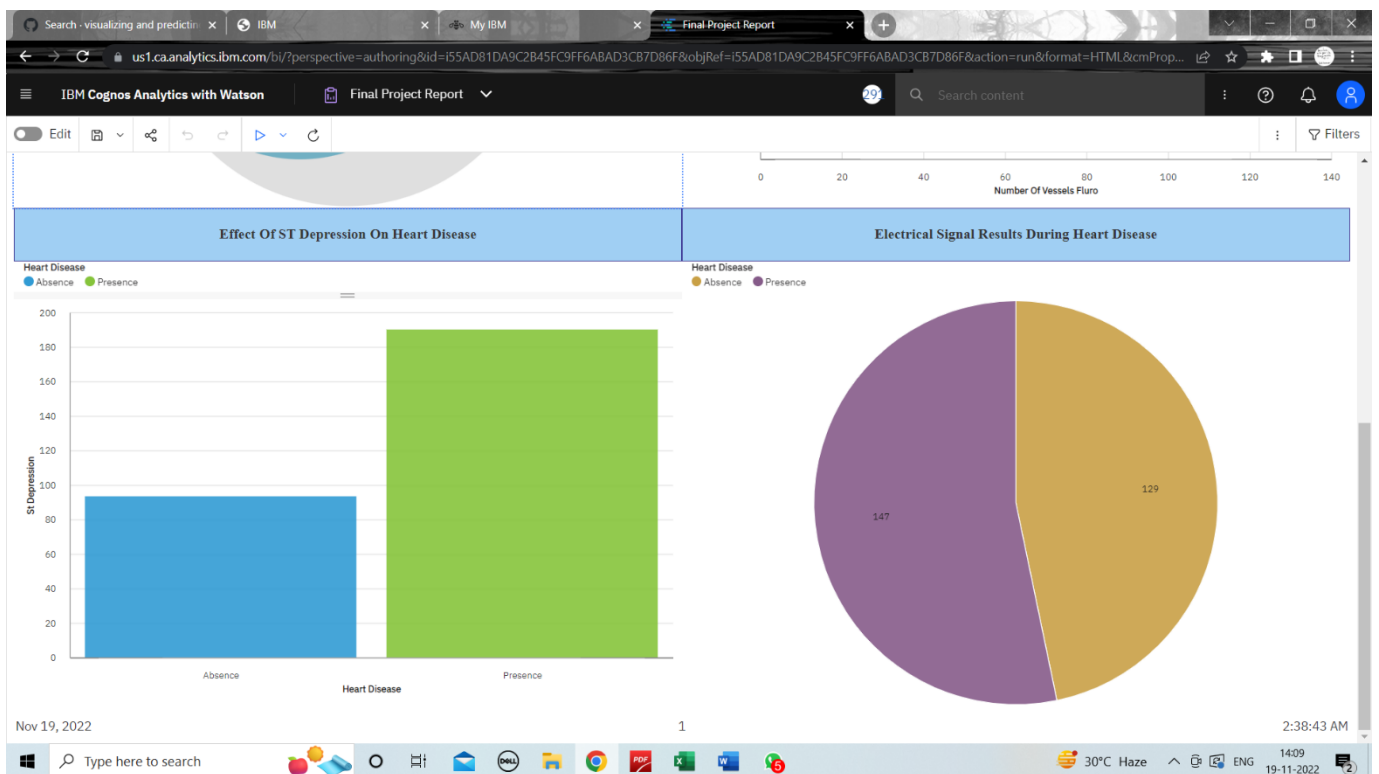 Search · visualizing and predictin
IBM
My IBM
Final Project Report
us1.ca.analytics.ibm.com/bi/?perspective=authoring&id=i55AD81DA9C2B45FC9FF6ABAD3CB7D86F&objRef=i55AD81DA9C2B45FC9FF6ABAD3CB7D86F&action=run&format=HTML&cmProp...
IBM Cognos Analytics with Watson
Final Project Report
291
Search content
Edit
Filters
0 20 40 60 80 100 120 140
Number Of Vessels Fluro
Effect Of ST Depression On Heart Disease
Electrical Signal Results During Heart Disease
Heart Disease
Absence Presence
200
180
160
140
120
100
80
60
40
20
0
St Depression
Absence Presence
Heart Disease
Heart Disease
Absence Presence
129
147
Nov 19, 2022
1
2:38:43 AM
Type here to search
DELL
PDF
5
30°C Haze
ENG
14:09
19-11-2022
2